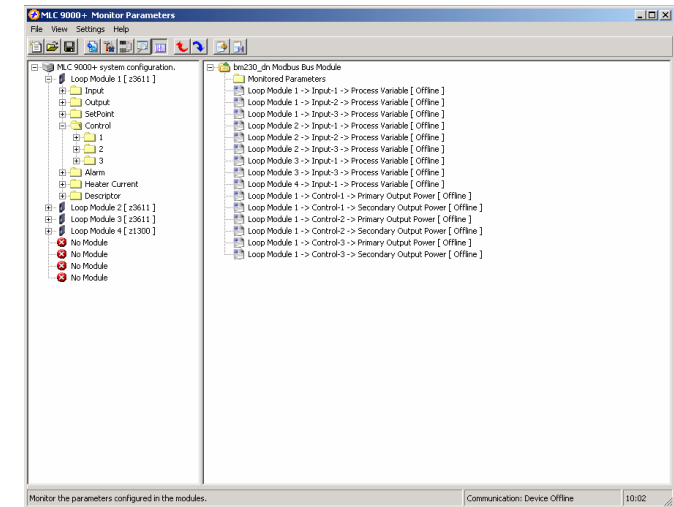 MLC 9000+ Monitor Parameters
File View Settings Help
MLC 9000+ system configuration.
Loop Module 1 [ z3611 ]
Input
Output
SetPoint
Control
1
2
3
Alarm
Heater Current
Descriptor
Loop Module 2 [ z3611 ]
Loop Module 3 [ z3611 ]
Loop Module 4 [ z1300 ]
No Module
No Module
No Module
No Module
bm230_dn Modbus Bus Module
Monitored Parameters
Loop Module 1 -> Input-1 -> Process Variable [ Offline ]
Loop Module 1 -> Input-2 -> Process Variable [ Offline ]
Loop Module 1 -> Input-3 -> Process Variable [ Offline ]
Loop Module 2 -> Input-1 -> Process Variable [ Offline ]
Loop Module 2 -> Input-2 -> Process Variable [ Offline ]
Loop Module 2 -> Input-3 -> Process Variable [ Offline ]
Loop Module 3 -> Input-1 -> Process Variable [ Offline ]
Loop Module 3 -> Input-3 -> Process Variable [ Offline ]
Loop Module 4 -> Input-1 -> Process Variable [ Offline ]
Loop Module 1 -> Control-1 -> Primary Output Power [ Offline ]
Loop Module 1 -> Control-1 -> Secondary Output Power [ Offline ]
Loop Module 1 -> Control-2 -> Primary Output Power [ Offline ]
Loop Module 1 -> Control-2 -> Secondary Output Power [ Offline ]
Loop Module 1 -> Control-3 -> Primary Output Power [ Offline ]
Loop Module 1 -> Control-3 -> Secondary Output Power [ Offline ]
Monitor the parameters configured in the modules.
Communication: Device Offline
10:02